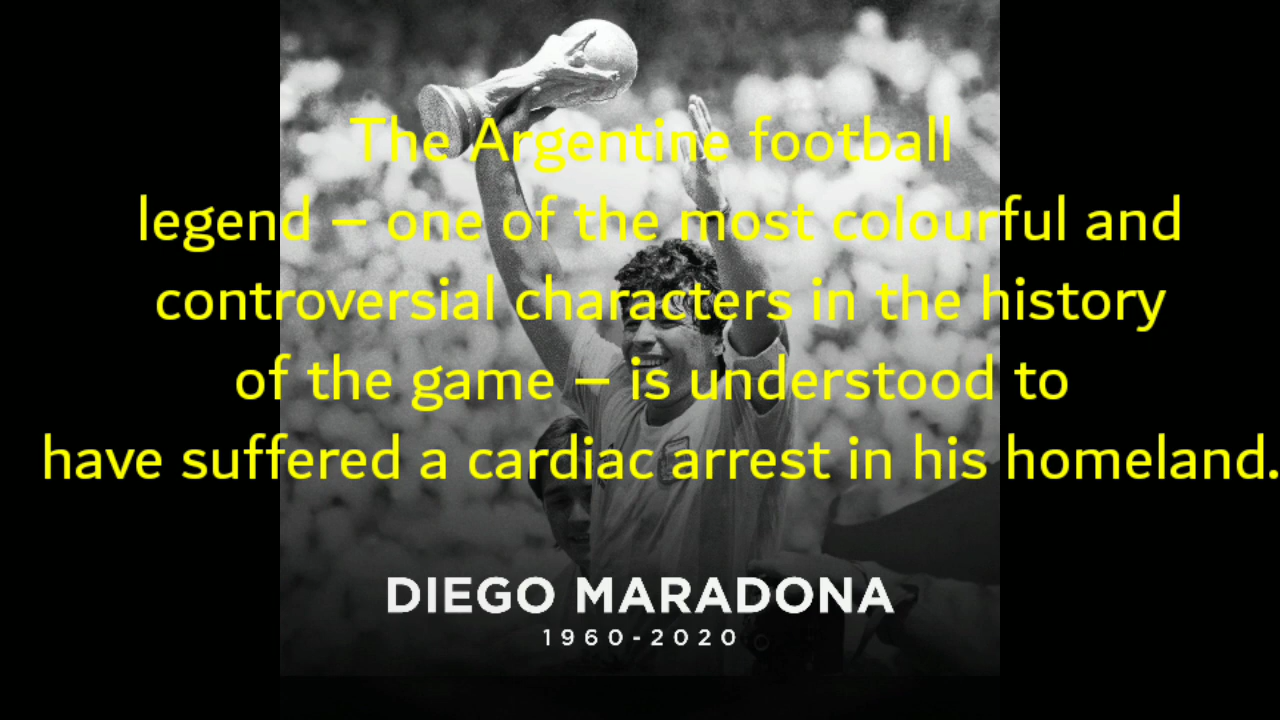 The Argentine football
legend – one of the most colourful and
controversial characters in the history
of the game – is understood to
have suffered a cardiac arrest in his homeland.
DIEGO MARADONA
1960-2020